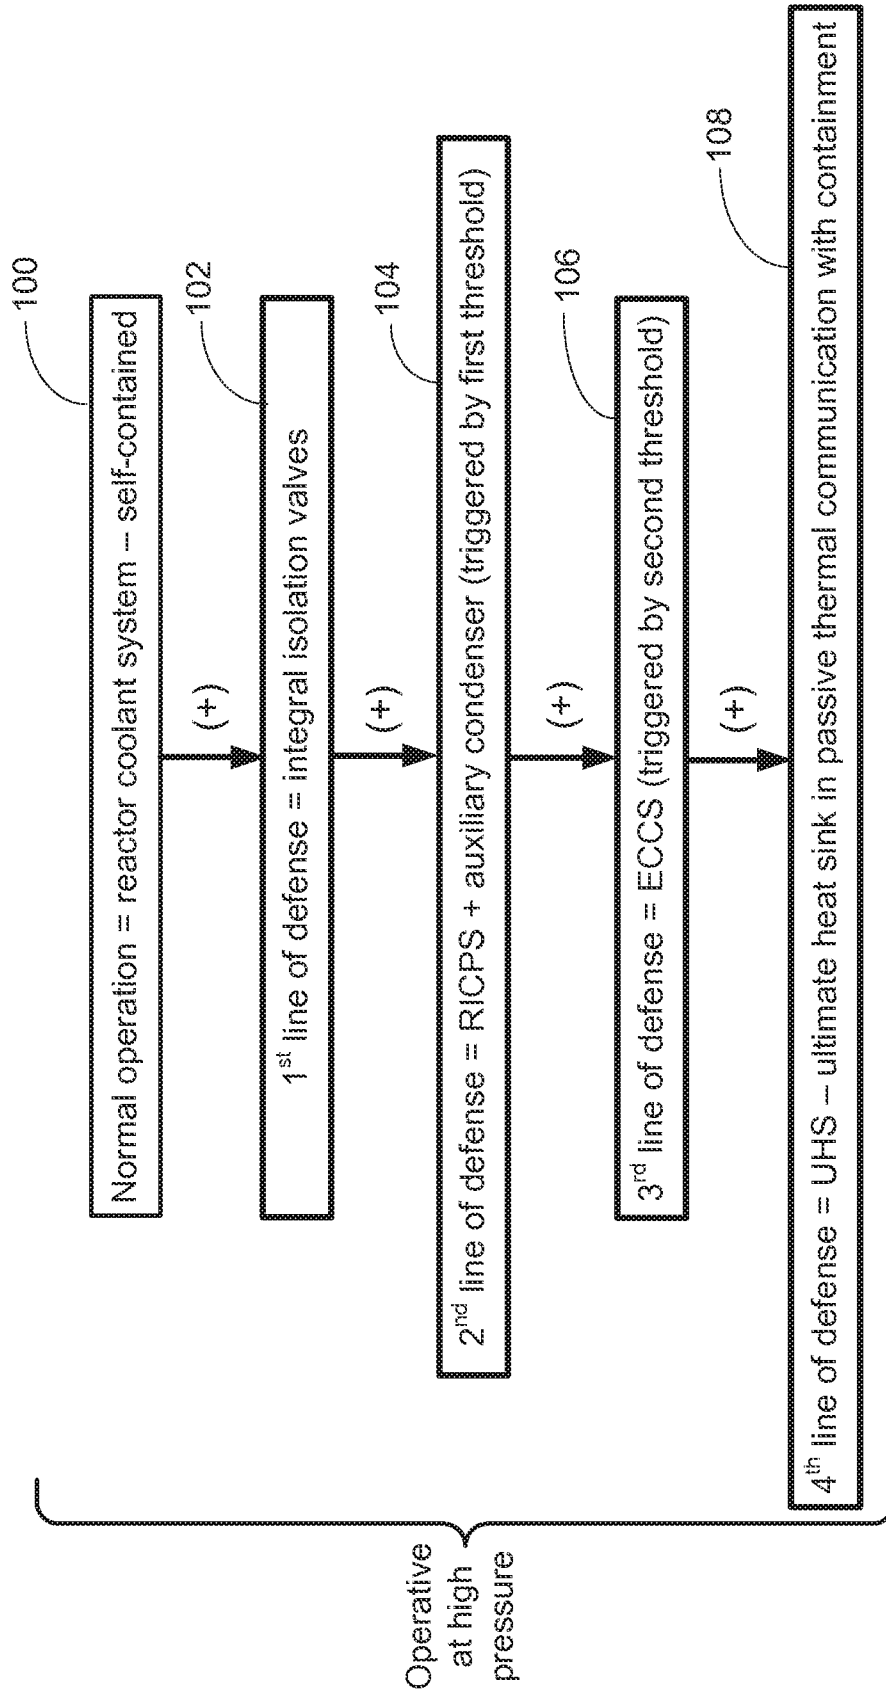 Normal operation = reactor coolant system – self-contained
100
(+)
1st line of defense = integral isolation valves
102
(+)
2nd line of defense = RICPS + auxiliary condenser (triggered by first threshold)
104
(+)
3rd line of defense = ECCS (triggered by second threshold)
106
(+)
4th line of defense = UHS – ultimate heat sink in passive thermal communication with containment
108
Operative
at high
pressure